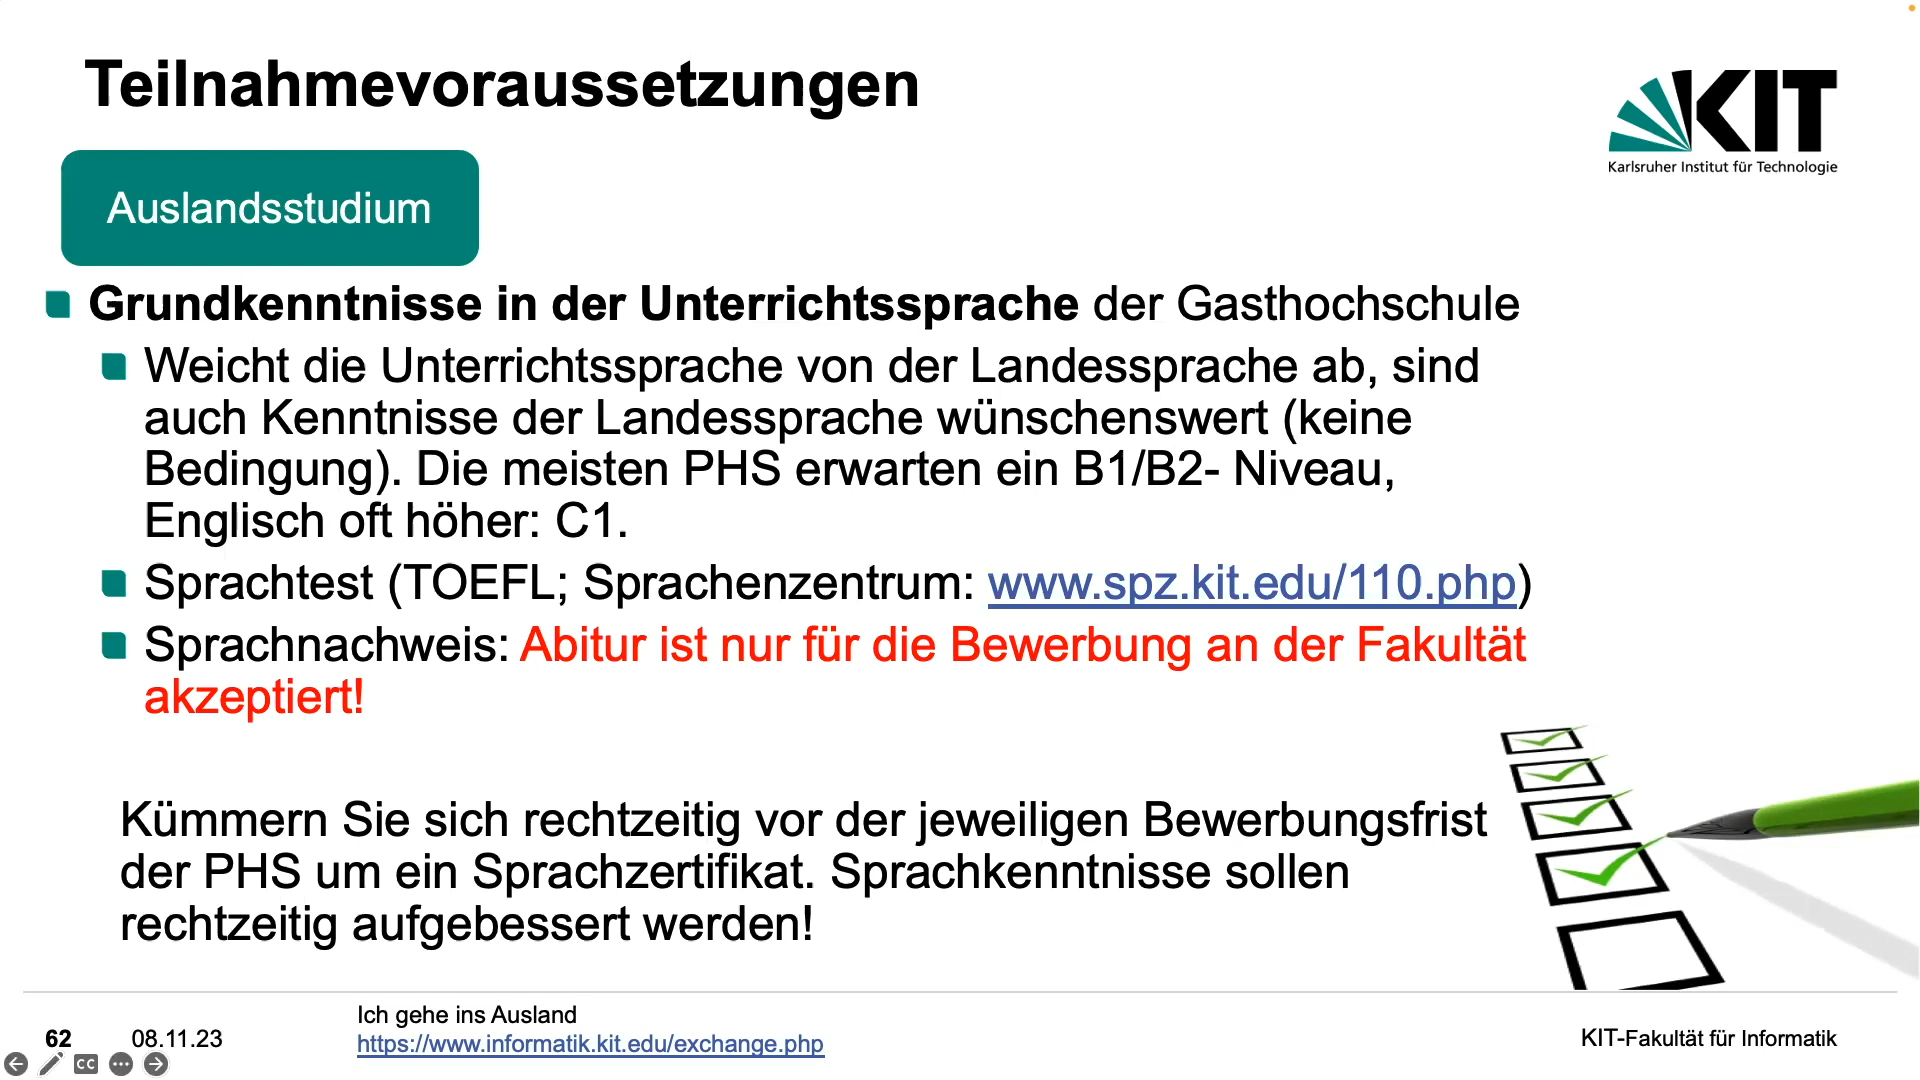 Teilnahmevoraussetzungen
KIT
Karlsruher Institut für Technologie
Auslandsstudium
Grundkenntnisse in der Unterrichtssprache der Gasthochschule
Weicht die Unterrichtssprache von der Landessprache ab, sind
auch Kenntnisse der Landessprache wünschenswert (keine
Bedingung). Die meisten PHS erwarten ein B1/B2- Niveau,
Englisch oft höher: C1.
Sprachtest (TOEFL; Sprachenzentrum: www.spz.kit.edu/110.php)
Sprachnachweis: Abitur ist nur für die Bewerbung an der Fakultät
akzeptiert!
Kümmern Sie sich rechtzeitig vor der jeweiligen Bewerbungsfrist
der PHS um ein Sprachzertifikat. Sprachkenntnisse sollen
rechtzeitig aufgebessert werden!
62
08.11.23
Ich gehe ins Ausland
https://www.informatik.kit.edu/exchange.php
KIT-Fakultät für Informatik
CC